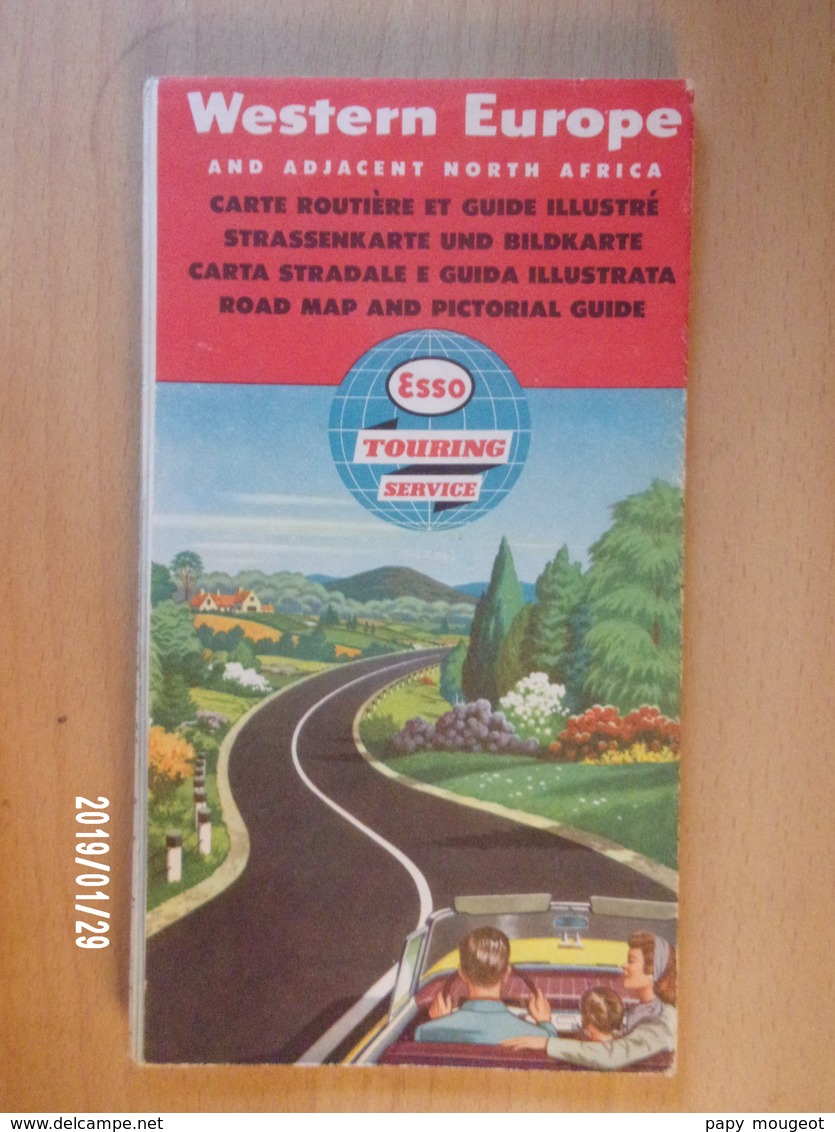 Western Europe
AND ADJACENT NORTH AFRICA
CARTE ROUTIÈRE ET GUIDE ILLUSTRÉ
STRASSENKARTE UND BILDKARTE
CARTA STRADALE E GUIDA ILLUSTRATA
ROAD MAP AND PICTORIAL GUIDE
Esso
TOURING
SERVICE
2019/01/29
www.delcampe.net
papy mougeot